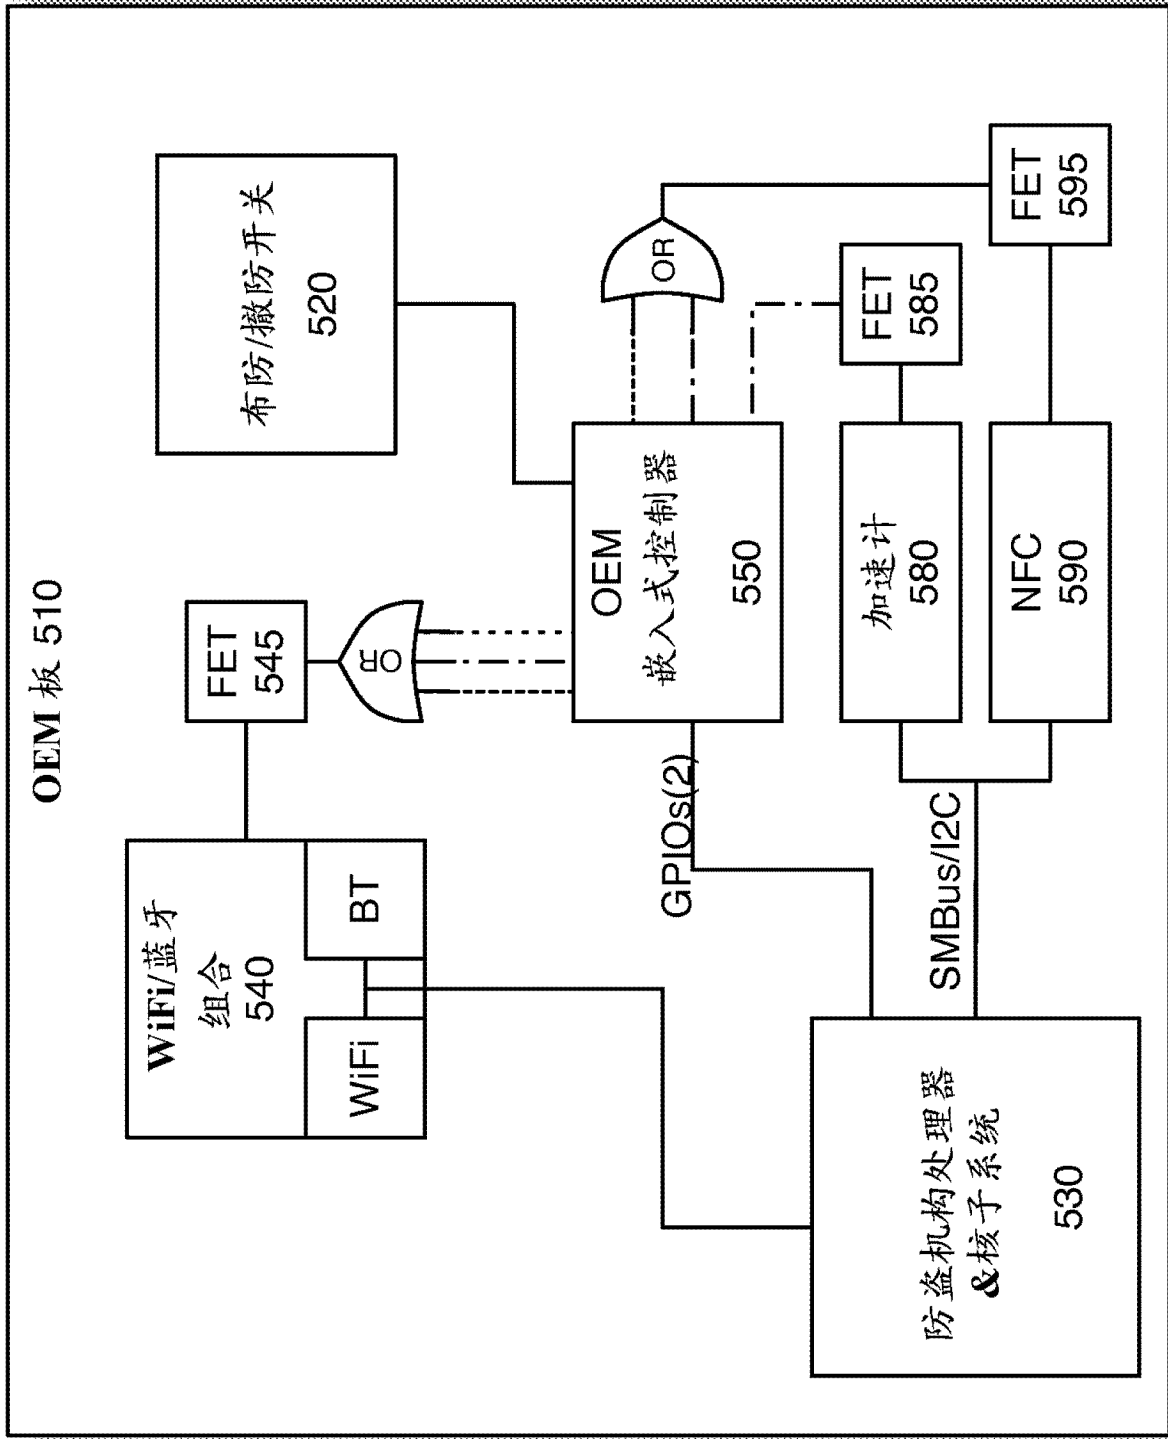 OEM 板 510
WiFi/蓝牙
组合
540
WiFi
BT
FET
545
OR
布防/撤防开关
520
OEM
嵌入式控制器
550
OR
GPIOs(2)
防盗机构处理器
&核子系统
530
SMBus/I2C
加速计
580
FET
585
NFC
590
FET
595